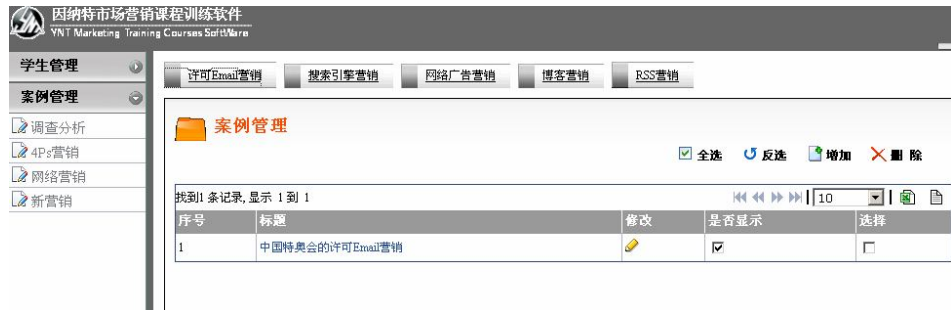 因纳特市场营销课程训练软件
YNT Marketing Training Courses SoftWare
学生管理
案例管理
调查分析
4Ps营销
网络营销
新营销
许可Email营销 搜索引擎营销 网络广告营销 博客营销 RSS营销
案例管理
全选 反选 增加 删 除
找到1 条记录, 显示 1 到 1 10
序号 标题 修改 是否显示 选择
1 中国特奥会的许可Email营销